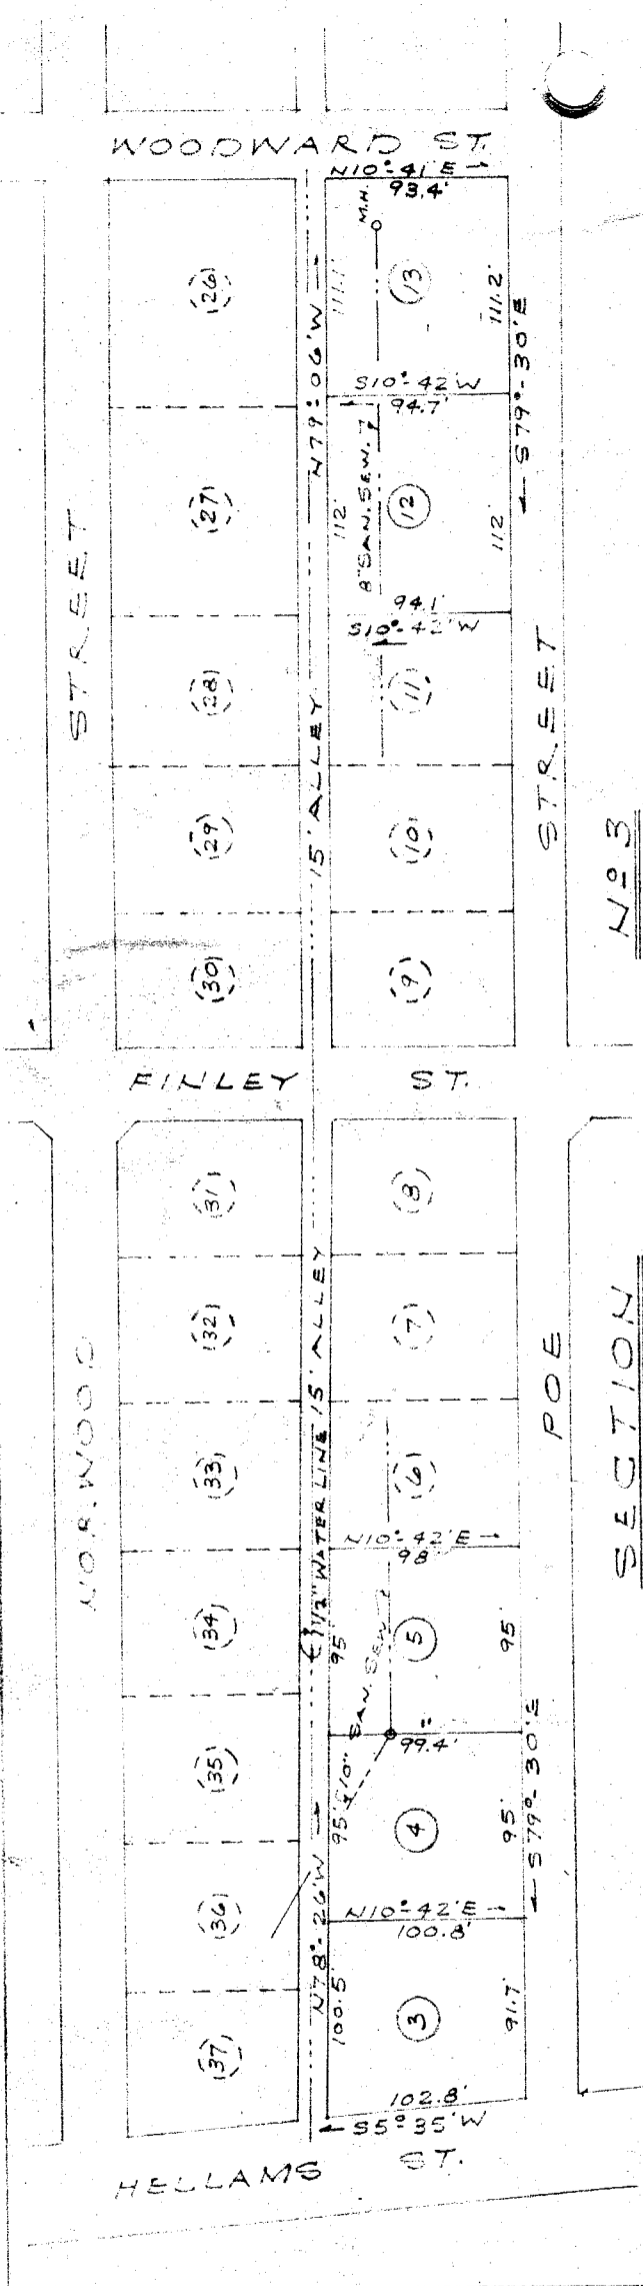 WOODWARD ST.
N10°-41'E
93.4'
M.H.
(26)
(13)
111.1'
111.2'
N79°-06'W
S79°-30'E
S10°-42'W
94.7'
8" SAN. SEW.
(27)
(12)
112'
112'
94.1'
S10°-42'W
STREET
(28)
(11)
15' ALLEY
STREET
(29)
(10)
Nº 3
(30)
(9)
FINLEY ST.
(31)
(8)
15' ALLEY
(32)
(7)
NORWOOD
POE
SECTION
(33)
(6)
1 1/2" WATER LINE
N10°-42'E
98'
(34)
(5)
95'
95'
10" SAN. SEW.
99.4'
(35)
(4)
95'
95'
S79°-30'E
N10°-42'E
100.8'
(36)
N78°-26'W
100.5'
91.7'
(37)
(3)
102.8'
S5°35'W
HELLAMS ST.